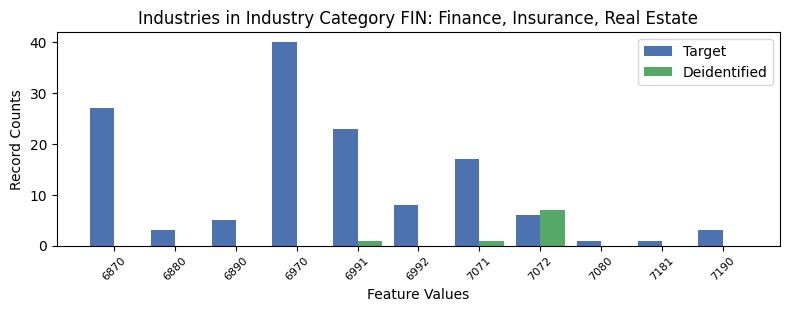 Industries in Industry Category FIN: Finance, Insurance, Real Estate
Target
Deidentified
Record Counts
40
30
20
10
0
6870 6880 6890 6970 6991 6992 7071 7072 7080 7181 7190
Feature Values